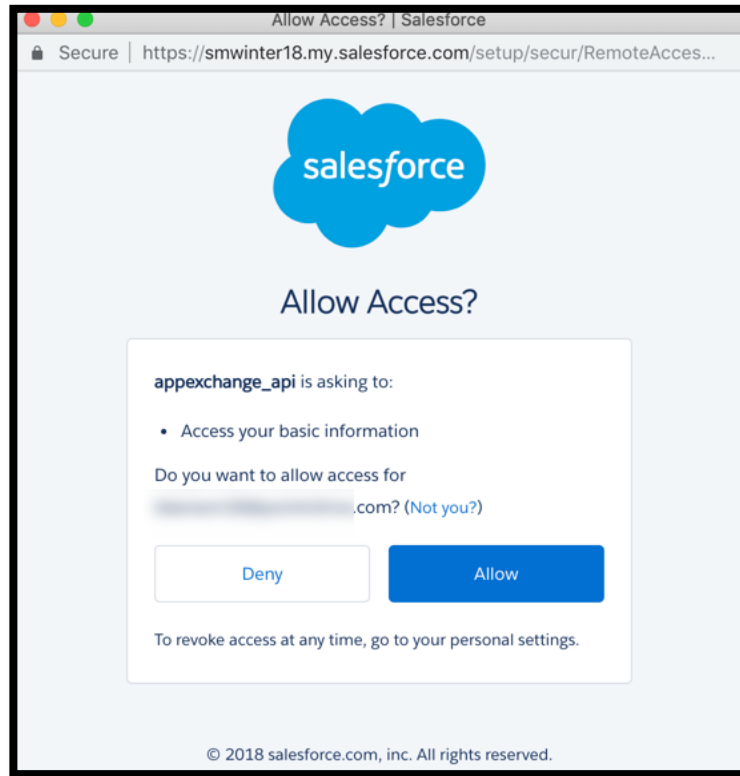 Allow Access? | Salesforce
Secure | https://smwinter18.my.salesforce.com/setup/secur/RemoteAcces...
salesforce
Allow Access?
appexchange_api is asking to:
• Access your basic information
Do you want to allow access for
.com? (Not you?)
Deny Allow
To revoke access at any time, go to your personal settings.
© 2018 salesforce.com, inc. All rights reserved.